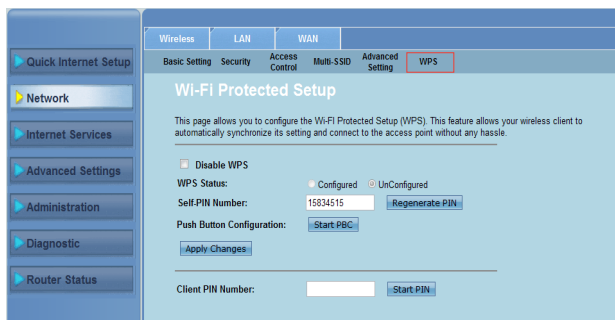 Wireless LAN WAN
Basic Setting Security Access Control Multi-SSID Advanced Setting WPS
Quick Internet Setup
Network
Internet Services
Advanced Settings
Administration
Diagnostic
Router Status
Wi-Fi Protected Setup
This page allows you to configure the Wi-FI Protected Setup (WPS). This feature allows your wireless client to
automatically synchronize its setting and connect to the access point without any hassle.
Disable WPS
WPS Status: Configured UnConfigured
Self-PIN Number: 15834515 Regenerate PIN
Push Button Configuration: Start PBC
Apply Changes
Client PIN Number: Start PIN